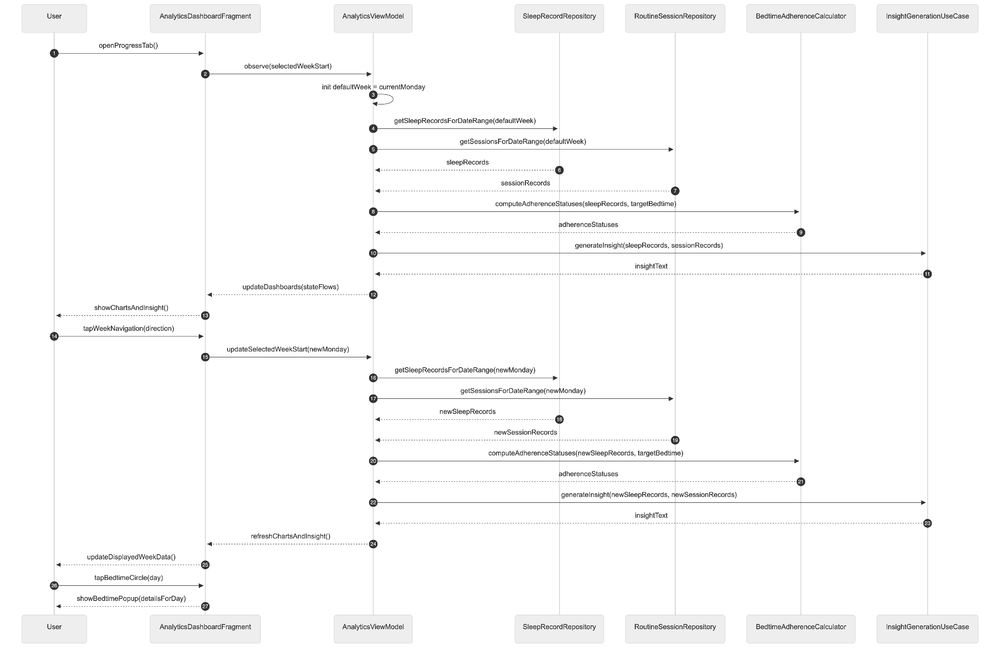 User
AnalyticsDashboardFragment
AnalyticsViewModel
SleepRecordRepository
RoutineSessionRepository
BedtimeAdherenceCalculator
InsightGenerationUseCase
openProgressTab()
1
observe(selectedWeekStart)
2
init defaultWeek = currentMonday
3
getSleepRecordsForDateRange(defaultWeek)
4
getSessionsForDateRange(defaultWeek)
5
sleepRecords
6
sessionRecords
7
computeAdherenceStatuses(sleepRecords, targetBedtime)
8
adherenceStatuses
9
generateInsight(sleepRecords, sessionRecords)
10
insightText
11
updateDashboards(stateFlows)
12
showChartsAndInsight()
13
tapWeekNavigation(direction)
14
updateSelectedWeekStart(newMonday)
15
getSleepRecordsForDateRange(newMonday)
16
getSessionsForDateRange(newMonday)
17
newSleepRecords
18
newSessionRecords
19
computeAdherenceStatuses(newSleepRecords, targetBedtime)
20
adherenceStatuses
21
generateInsight(newSleepRecords, newSessionRecords)
22
insightText
23
refreshChartsAndInsight()
24
updateDisplayedWeekData()
25
tapBedtimeCircle(day)
26
showBedtimePopup(detailsForDay)
27
User
AnalyticsDashboardFragment
AnalyticsViewModel
SleepRecordRepository
RoutineSessionRepository
BedtimeAdherenceCalculator
InsightGenerationUseCase